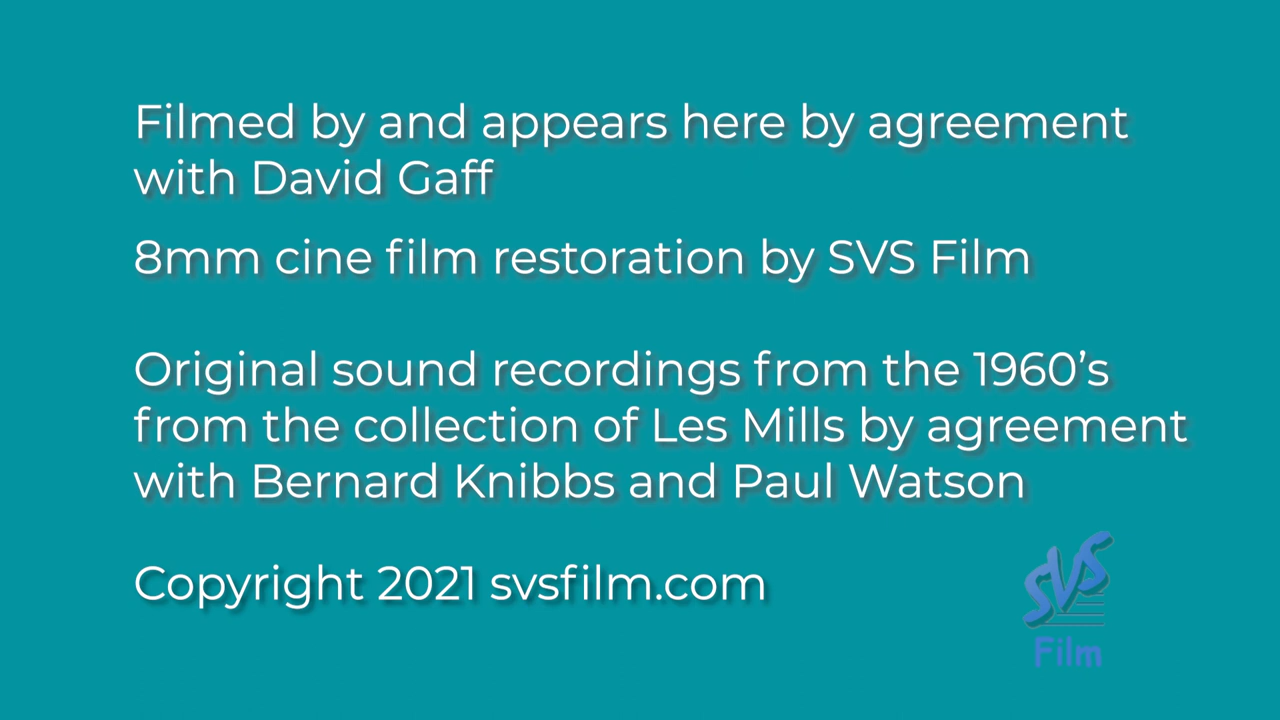 Filmed by and appears here by agreement
with David Gaff
8mm cine film restoration by SVS Film
Original sound recordings from the 1960’s
from the collection of Les Mills by agreement
with Bernard Knibbs and Paul Watson
Copyright 2021 svsfilm.com
SVS
Film